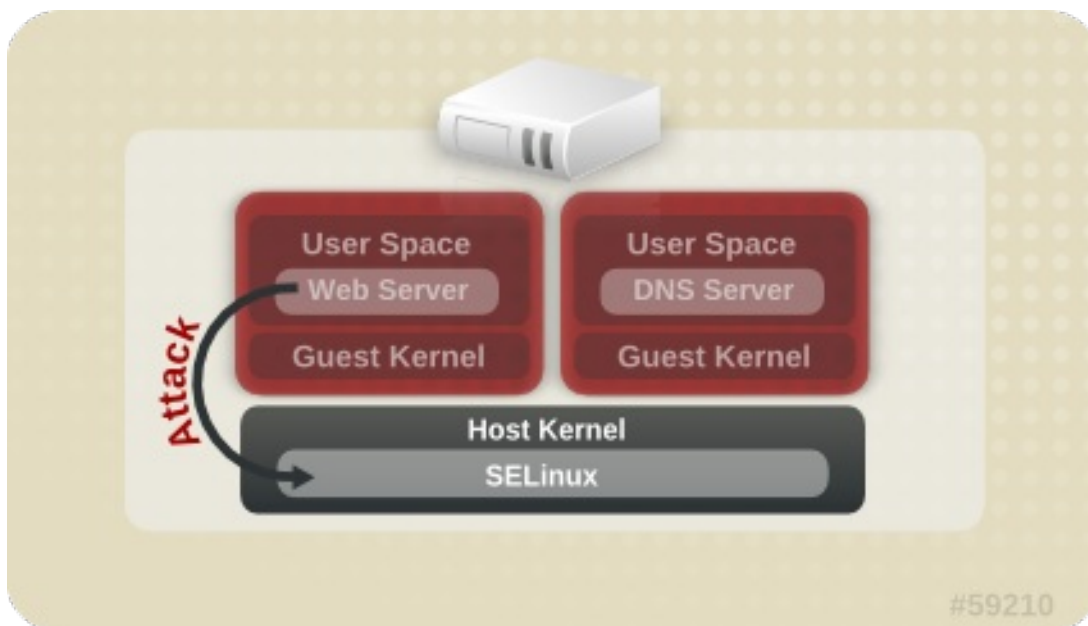 User Space
Web Server
Guest Kernel
User Space
DNS Server
Guest Kernel
Attack
Host Kernel
SELinux
#59210